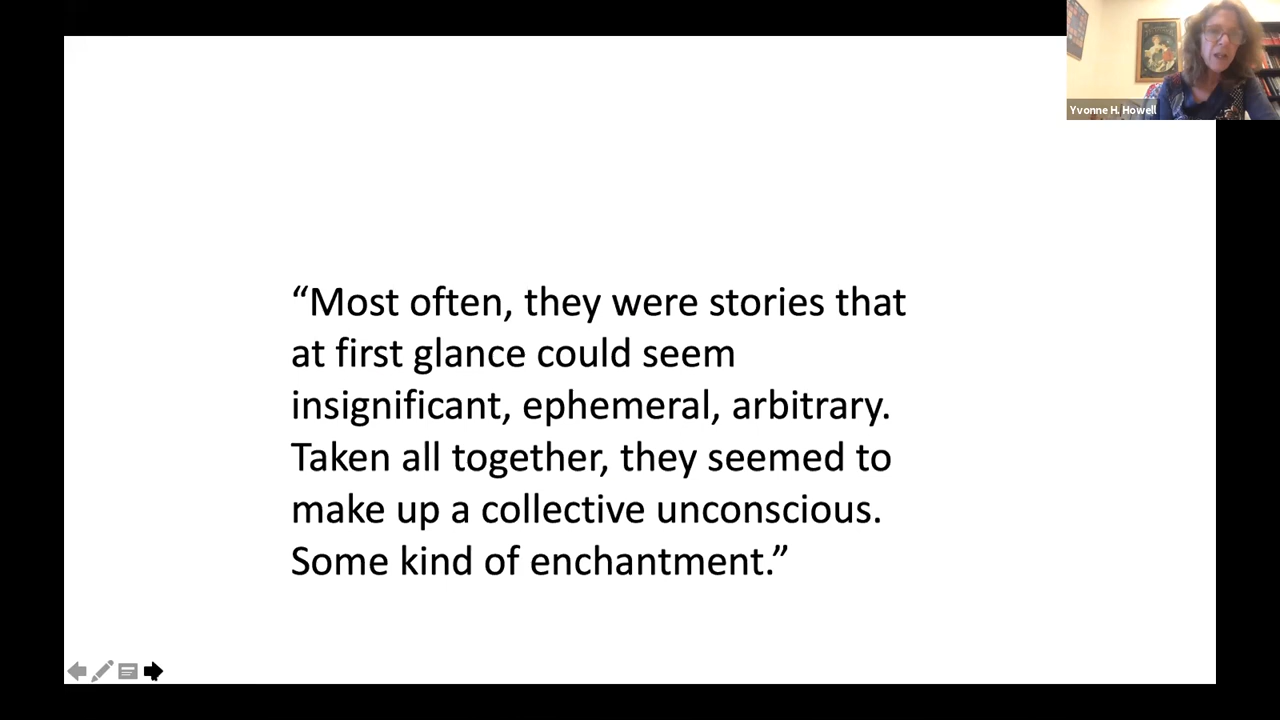 Yvonne H. Howell
“Most often, they were stories that
at first glance could seem
insignificant, ephemeral, arbitrary.
Taken all together, they seemed to
make up a collective unconscious.
Some kind of enchantment.”